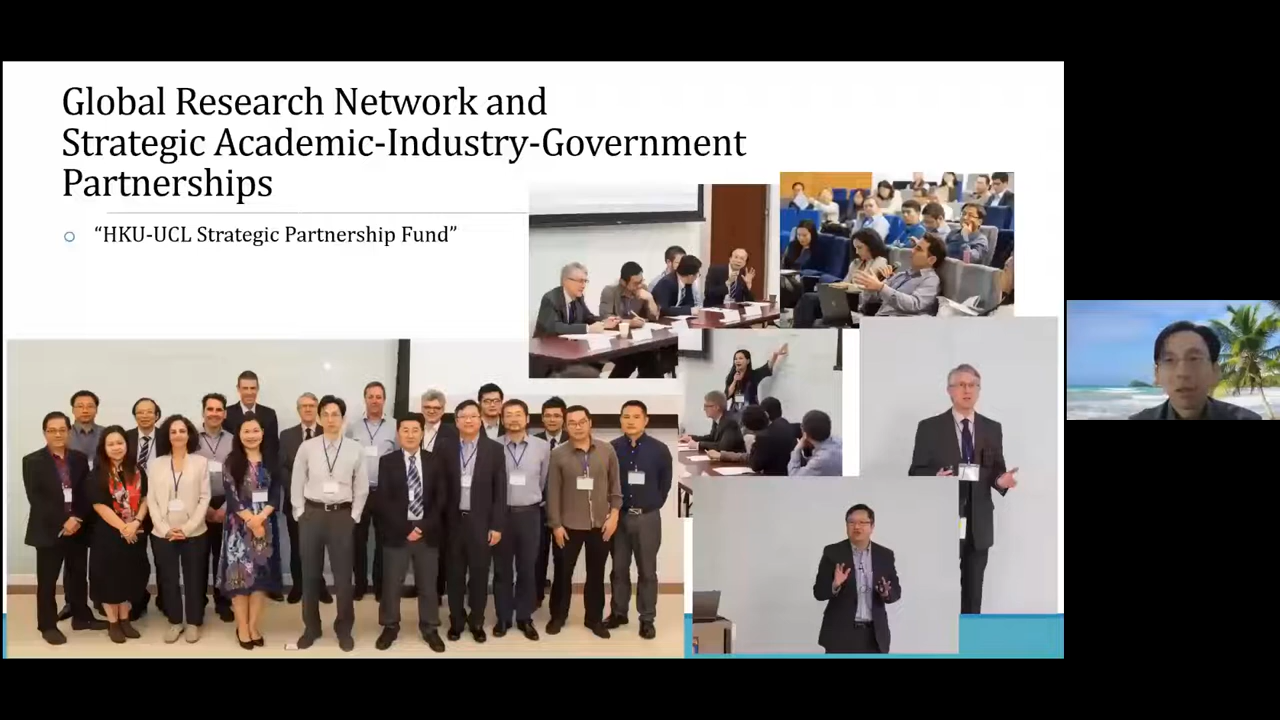 Global Research Network and
Strategic Academic-Industry-Government
Partnerships
“HKU-UCL Strategic Partnership Fund”